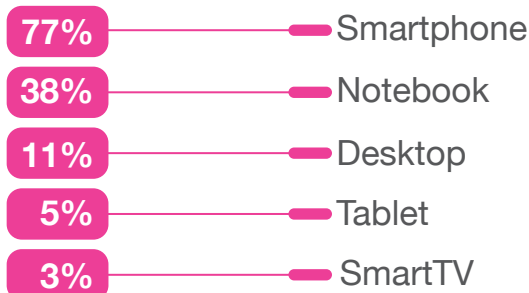 77% Smartphone
38% Notebook
11% Desktop
5% Tablet
3% SmartTV